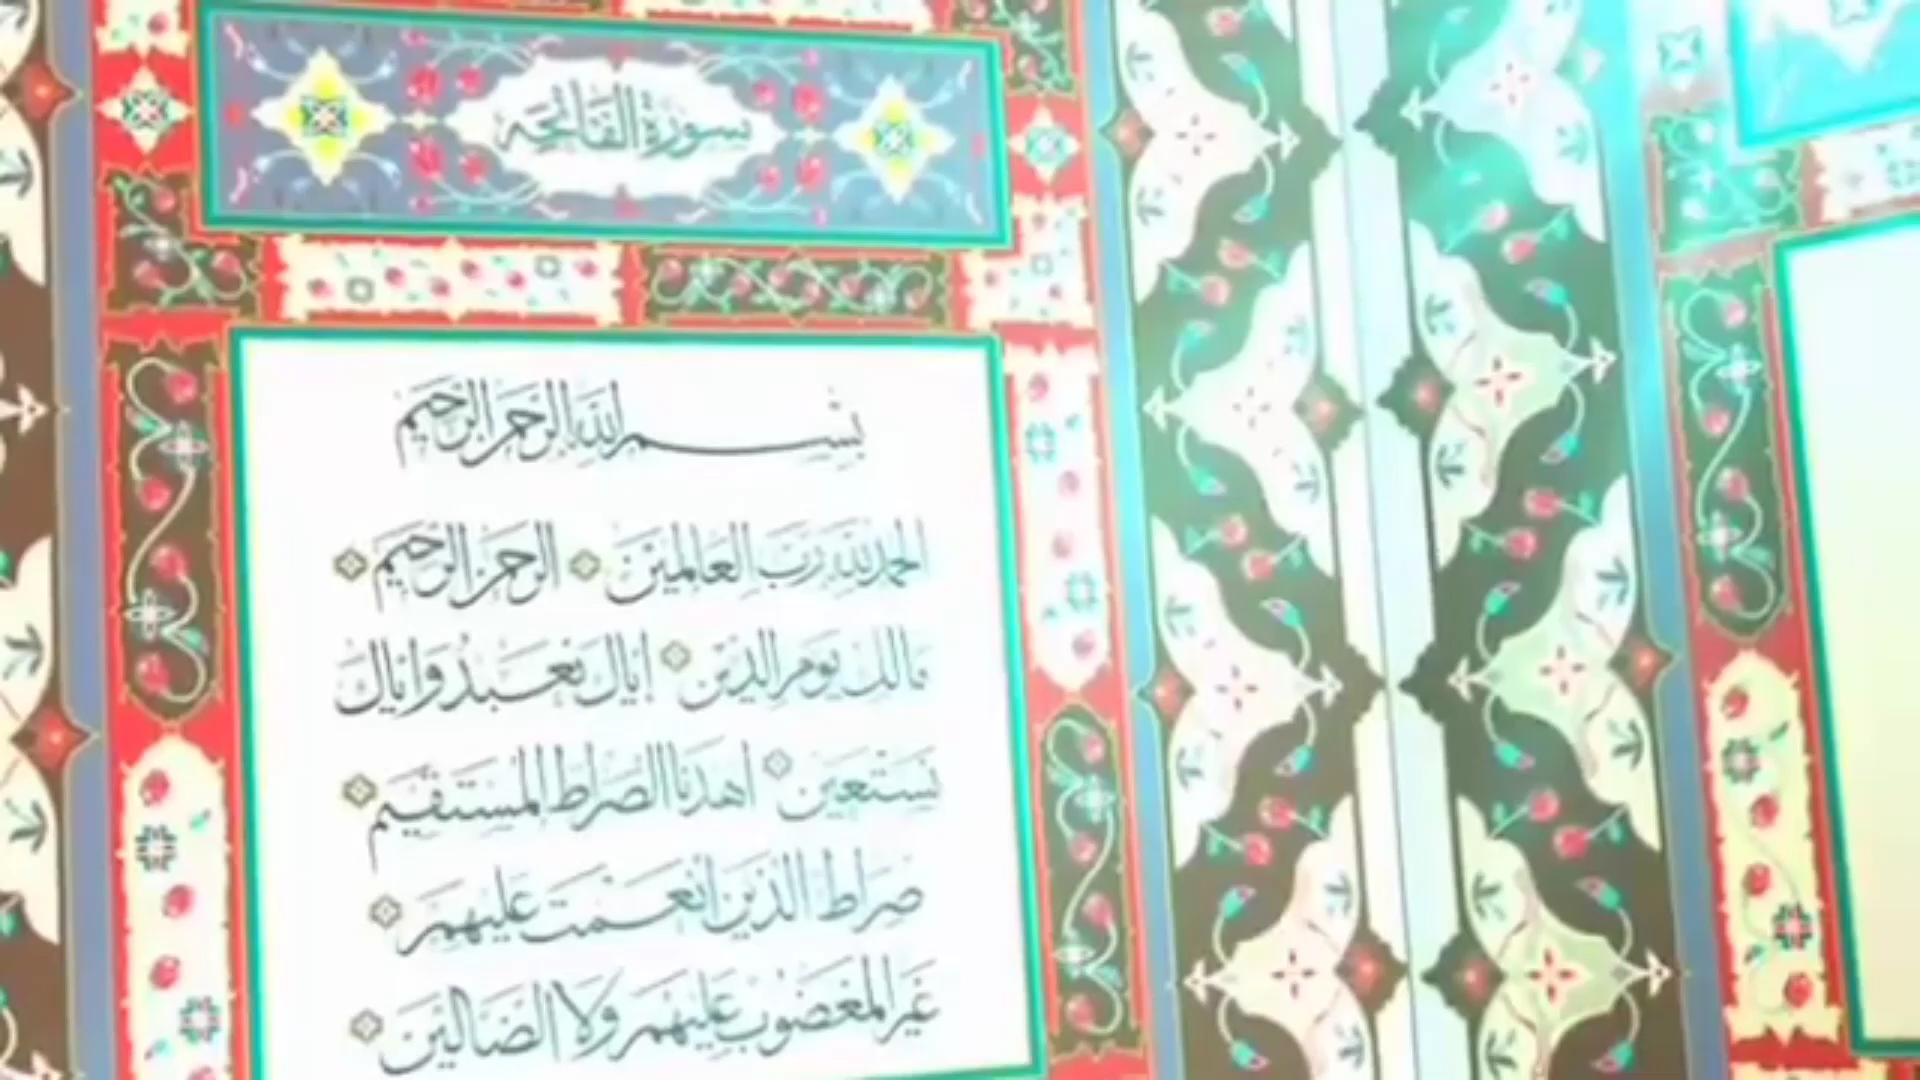 سورة الفاتحه
بسم الله الرحمن الرحيم
الحمد لله رب العالمين الرحمن الرحيم
مالك يوم الدين إياك نعبد وإياك
نستعين اهدنا الصراط المستقيم
صراط الذين أنعمت عليهم
غير المغضوب عليهم ولا الضالين